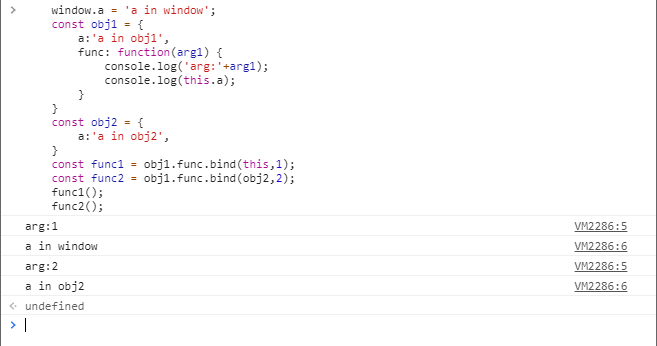 > window.a = 'a in window';
const obj1 = {
a:'a in obj1',
func: function(arg1) {
console.log('arg:'+arg1);
console.log(this.a);
}
}
const obj2 = {
a:'a in obj2',
}
const func1 = obj1.func.bind(this,1);
const func2 = obj1.func.bind(obj2,2);
func1();
func2();
arg:1 VM2286:5
a in window VM2286:6
arg:2 VM2286:5
a in obj2 VM2286:6
undefined
>